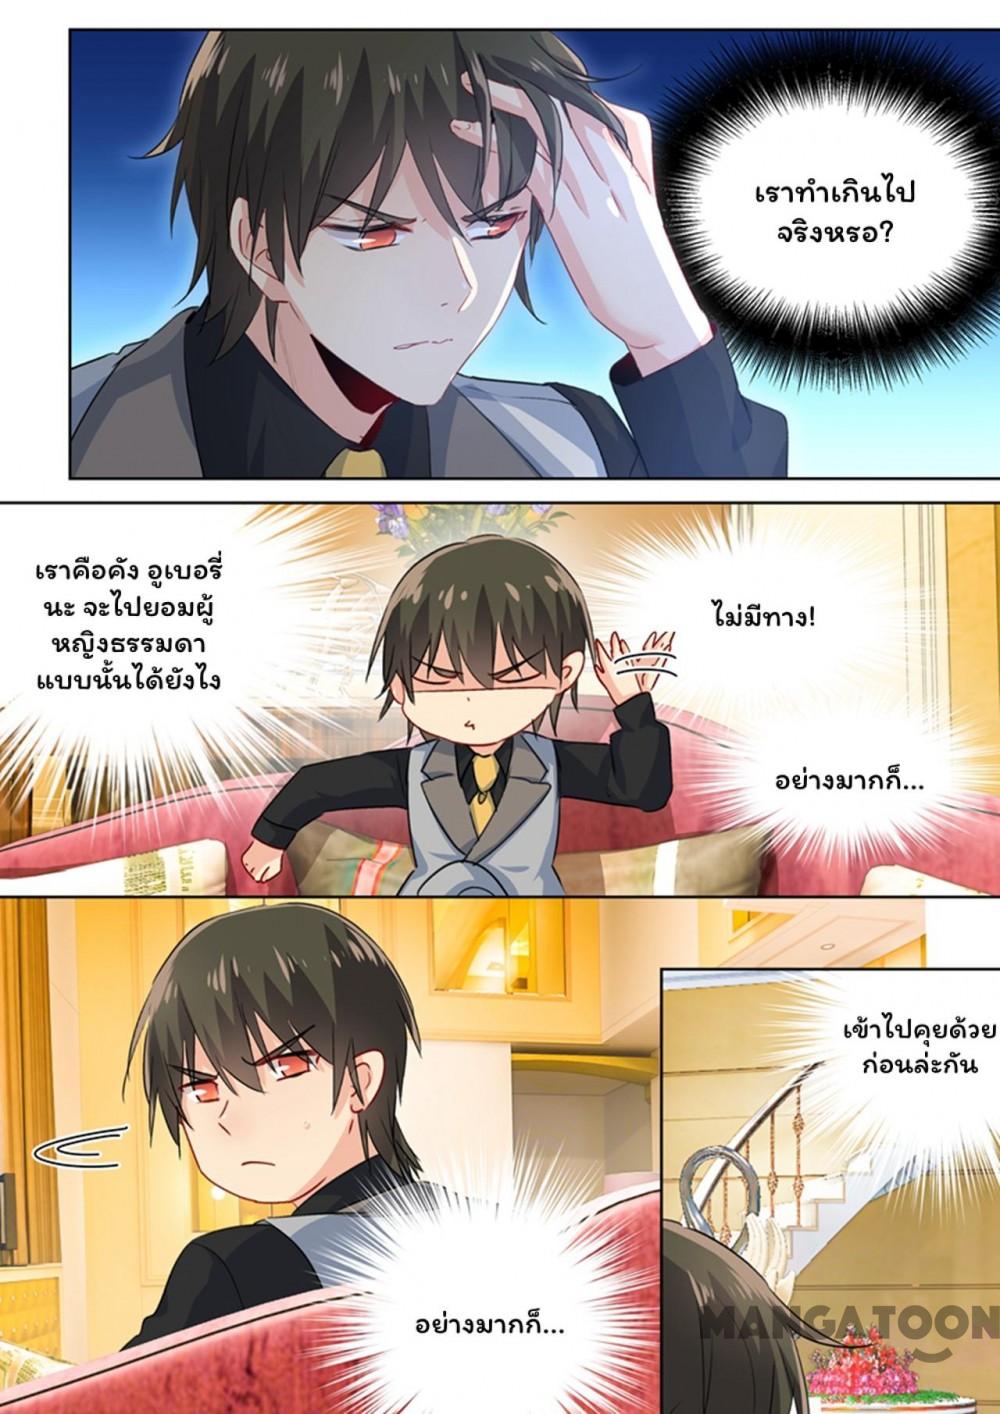 เราทำเกินไป
จริงหรอ?
เราคือคัง อูเบอรี่
นะ จะไปยอมผู้
หญิงธรรมดา
แบบนั้นได้ยังไง
ไม่มีทาง!
อย่างมากก็...
อย่างมากก็...
เข้าไปคุยด้วย
ก่อนล่ะกัน
MANGATOON